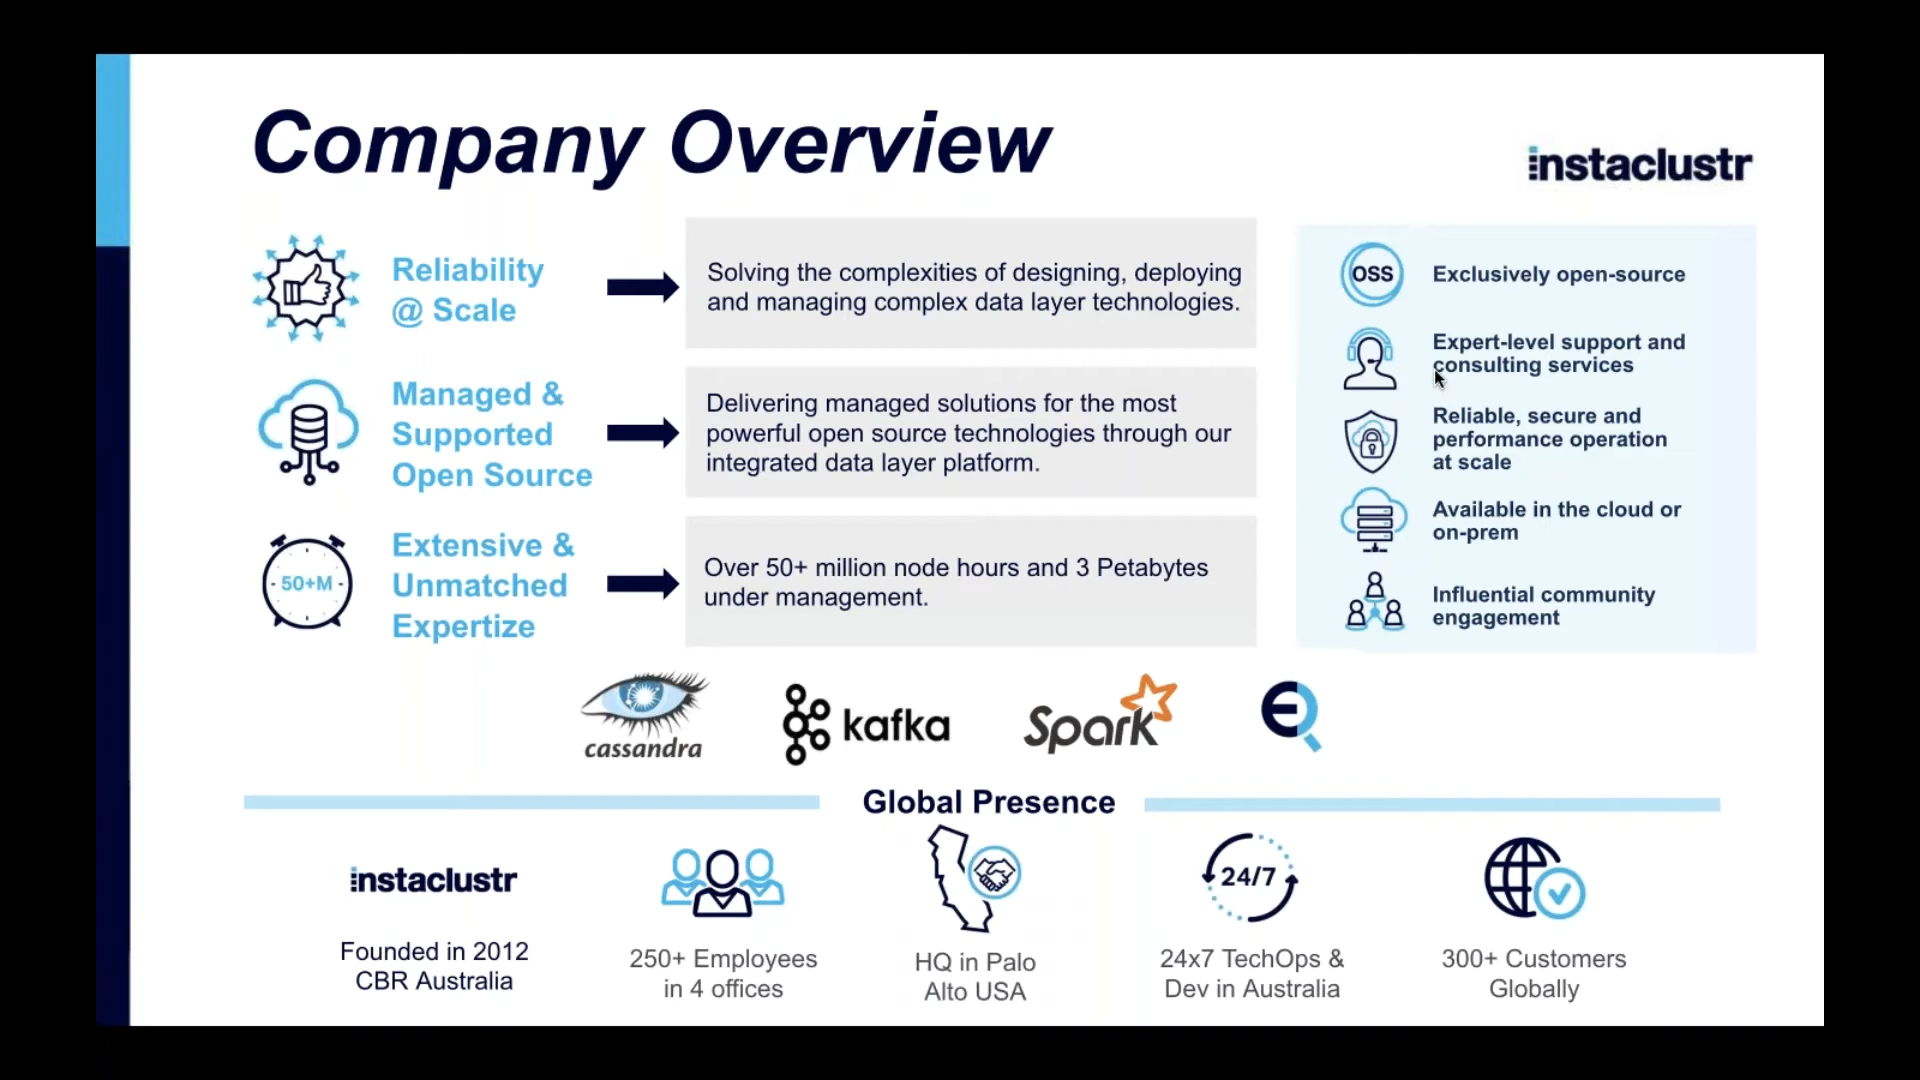 Company Overview
instaclustr
Reliability
@ Scale
Solving the complexities of designing, deploying
and managing complex data layer technologies.
Managed &
Supported
Open Source
Delivering managed solutions for the most
powerful open source technologies through our
integrated data layer platform.
50+M
Extensive &
Unmatched
Expertize
Over 50+ million node hours and 3 Petabytes
under management.
OSS
Exclusively open-source
Expert-level support and
consulting services
Reliable, secure and
performance operation
at scale
Available in the cloud or
on-prem
Influential community
engagement
cassandra
kafka
Spark
Global Presence
instaclustr
Founded in 2012
CBR Australia
250+ Employees
in 4 offices
HQ in Palo
Alto USA
24/7
24x7 TechOps &
Dev in Australia
300+ Customers
Globally